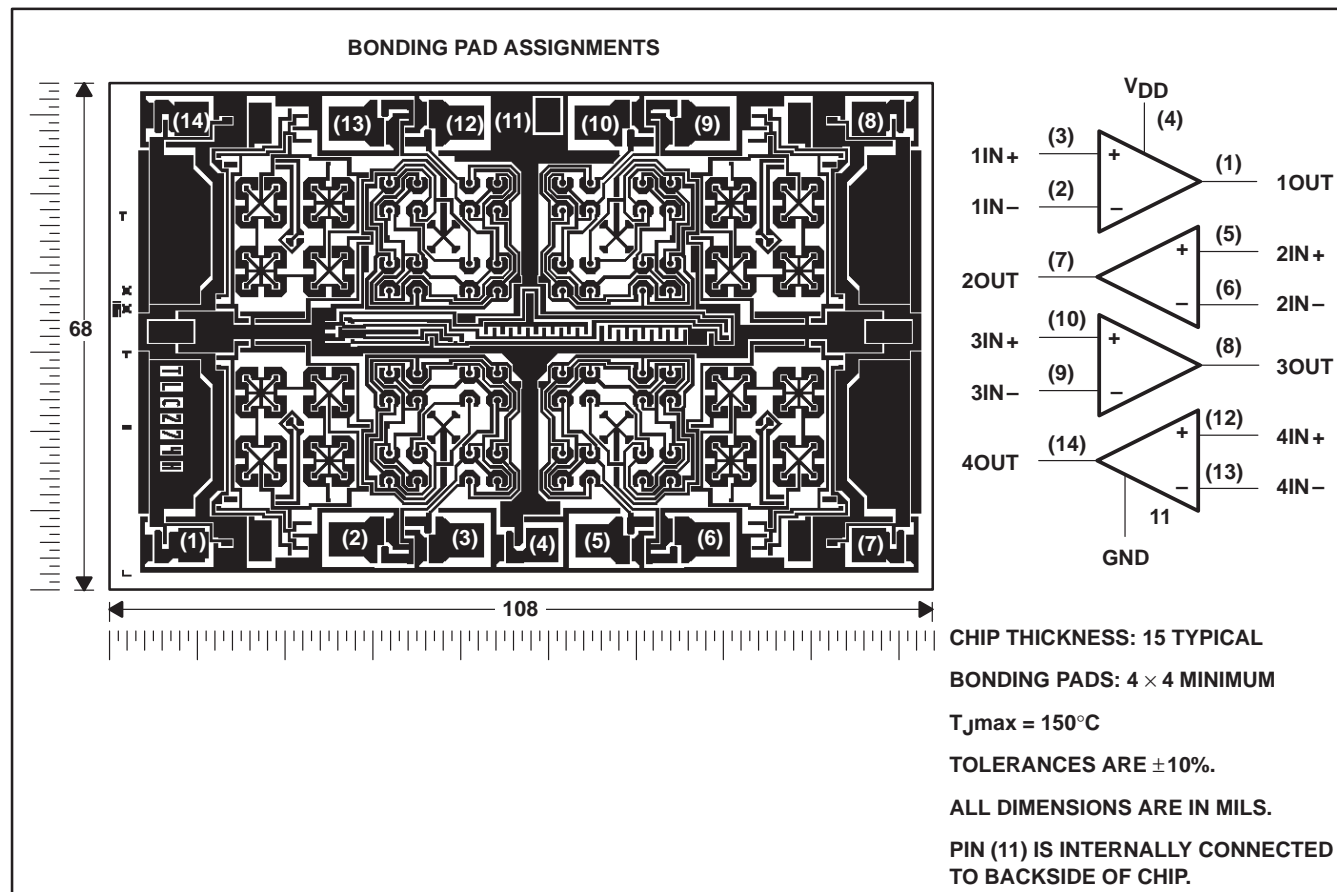 BONDING PAD ASSIGNMENTS
(14) (13) (12) (11) (10) (9) (8)
68
(1) (2) (3) (4) (5) (6) (7)
108
VDD
(4)
(3)
1IN+
+
(1)
1OUT
(2)
1IN−
−
(5)
2IN+
+
(7)
2OUT
(6)
2IN−
−
(10)
3IN+
+
(8)
3OUT
(9)
3IN−
−
(12)
4IN+
+
(14)
4OUT
(13)
4IN−
−
11
GND
CHIP THICKNESS: 15 TYPICAL
BONDING PADS: 4 × 4 MINIMUM
TJmax = 150°C
TOLERANCES ARE ±10%.
ALL DIMENSIONS ARE IN MILS.
PIN (11) IS INTERNALLY CONNECTED
TO BACKSIDE OF CHIP.